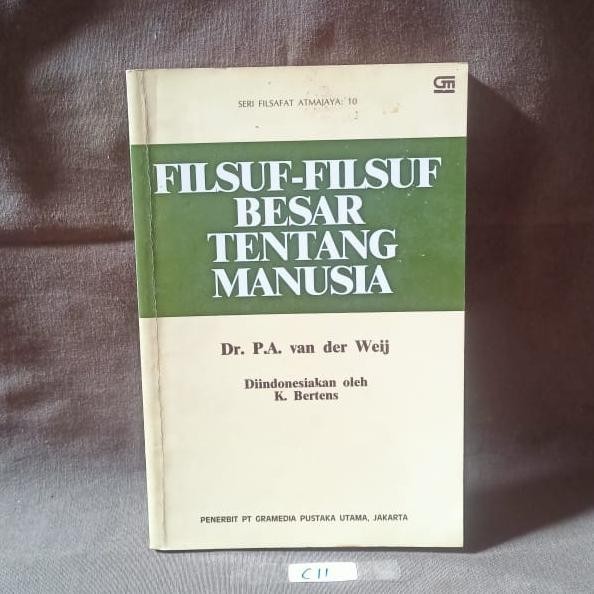 SERI FILSAFAT ATMAJAYA: 10
FILSUF-FILSUF
BESAR
TENTANG
MANUSIA
Dr. P.A. van der Weij
Diindonesiakan oleh
K. Bertens
PENERBIT PT GRAMEDIA PUSTAKA UTAMA, JAKARTA
C11